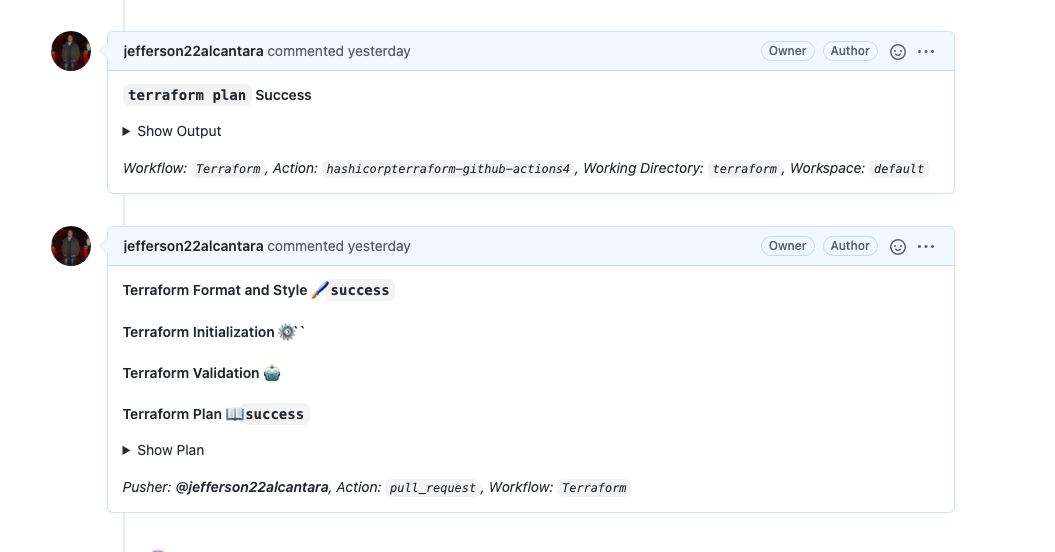 jefferson22alcantara commented yesterday Owner Author
terraform plan Success
Show Output
Workflow: Terraform , Action: hashicorpterraform-github-actions4 , Working Directory: terraform , Workspace: default
jefferson22alcantara commented yesterday Owner Author
Terraform Format and Style 🖌success
Terraform Initialization ⚙️``
Terraform Validation 🤖
Terraform Plan 📖success
Show Plan
Pusher: @jefferson22alcantara, Action: pull_request , Workflow: Terraform